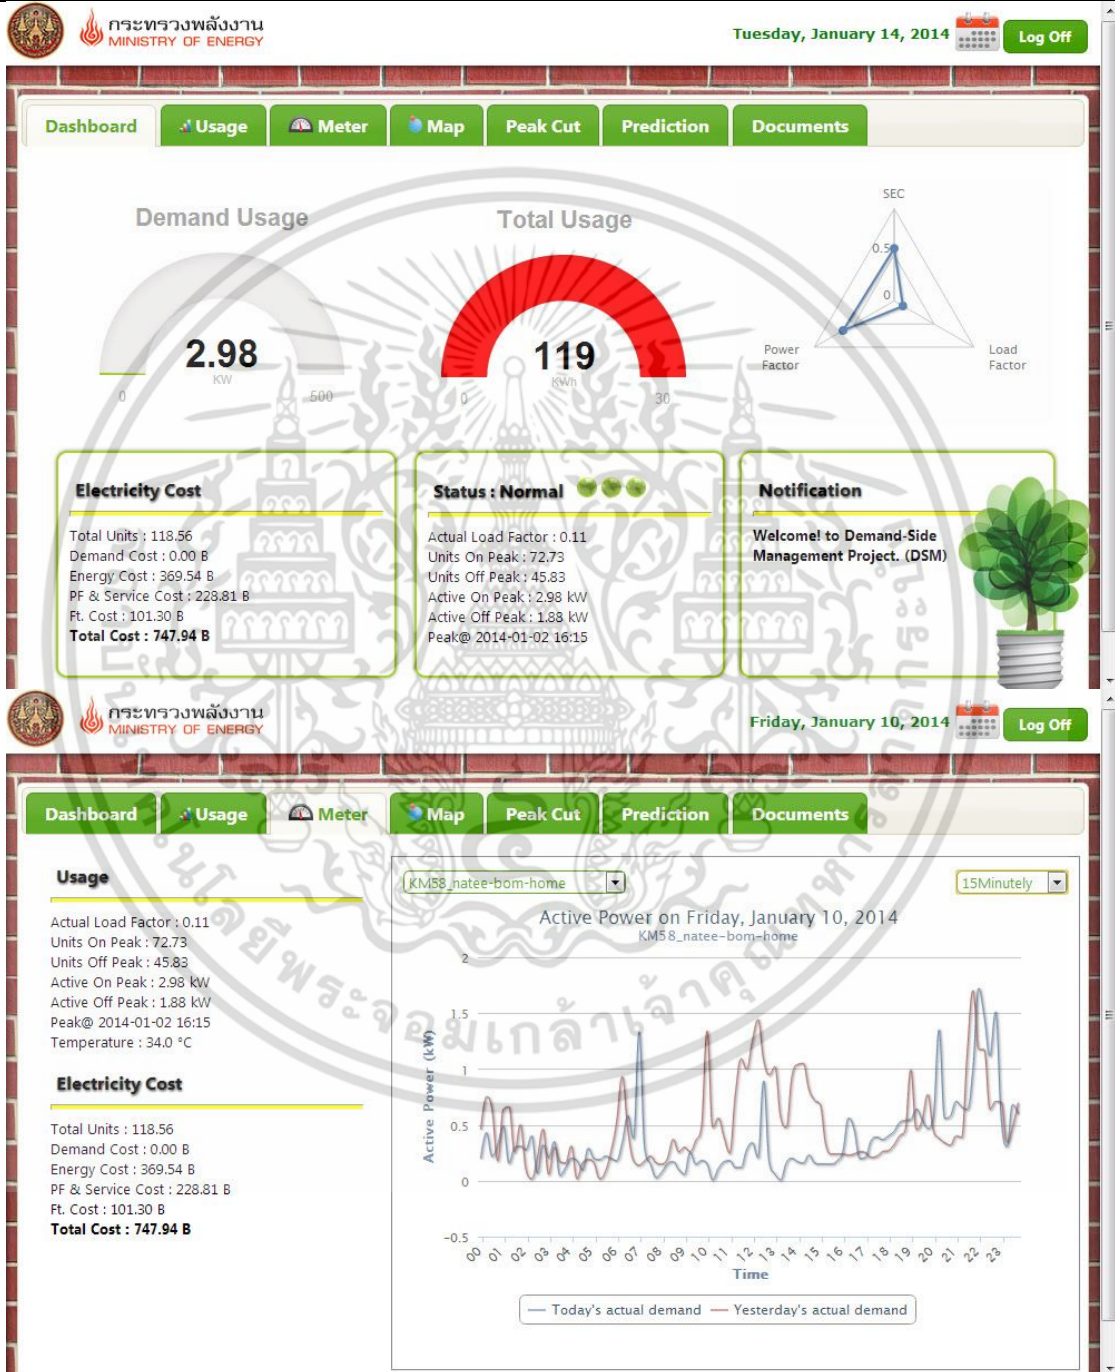 กระทรวงพลังงาน
MINISTRY OF ENERGY
Tuesday, January 14, 2014
Log Off
Dashboard
Usage
Meter
Map
Peak Cut
Prediction
Documents
Demand Usage
2.98
KW
0
500
Total Usage
119
KWh
0
30
SEC
0.5
0
Power
Factor
Load
Factor
Electricity Cost
Total Units : 118.56
Demand Cost : 0.00 B
Energy Cost : 369.54 B
PF & Service Cost : 228.81 B
Ft. Cost : 101.30 B
Total Cost : 747.94 B
Status : Normal
Actual Load Factor : 0.11
Units On Peak : 72.73
Units Off Peak : 45.83
Active On Peak : 2.98 kW
Active Off Peak : 1.88 kW
Peak@ 2014-01-02 16:15
Notification
Welcome! to Demand-Side
Management Project. (DSM)
กระทรวงพลังงาน
MINISTRY OF ENERGY
Friday, January 10, 2014
Log Off
Dashboard
Usage
Meter
Map
Peak Cut
Prediction
Documents
Usage
Actual Load Factor : 0.11
Units On Peak : 72.73
Units Off Peak : 45.83
Active On Peak : 2.98 kW
Active Off Peak : 1.88 kW
Peak@ 2014-01-02 16:15
Temperature : 34.0 °C
Electricity Cost
Total Units : 118.56
Demand Cost : 0.00 B
Energy Cost : 369.54 B
PF & Service Cost : 228.81 B
Ft. Cost : 101.30 B
Total Cost : 747.94 B
KM58_natee-bom-home
15Minutely
Active Power on Friday, January 10, 2014
KM58_natee-bom-home
Active Power (kW)
2
1.5
1
0.5
0
-0.5
00 01 02 03 04 05 06 07 08 09 10 11 12 13 14 15 16 17 18 19 20 21 22 23
Time
Today's actual demand
Yesterday's actual demand